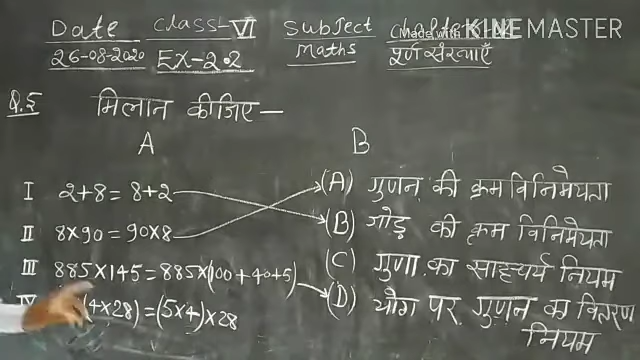 Date Class-VI Subject
26-08-2020 EX-2.2 Maths पूर्ण संख्याएँ
Made with KINEMASTER
Q.5 मिलान कीजिए—
A B
I 2+8=8+2 (A) गुणन की क्रम विनिमेयता
II 8×90=90×8 (B) जोड़ की क्रम विनिमेयता
III 885×145=885×(100+40+5) (C) गुणा का साहचर्य नियम
IV (4×28)=(5×4)×28 (D) योग पर गुणन का वितरण
नियम